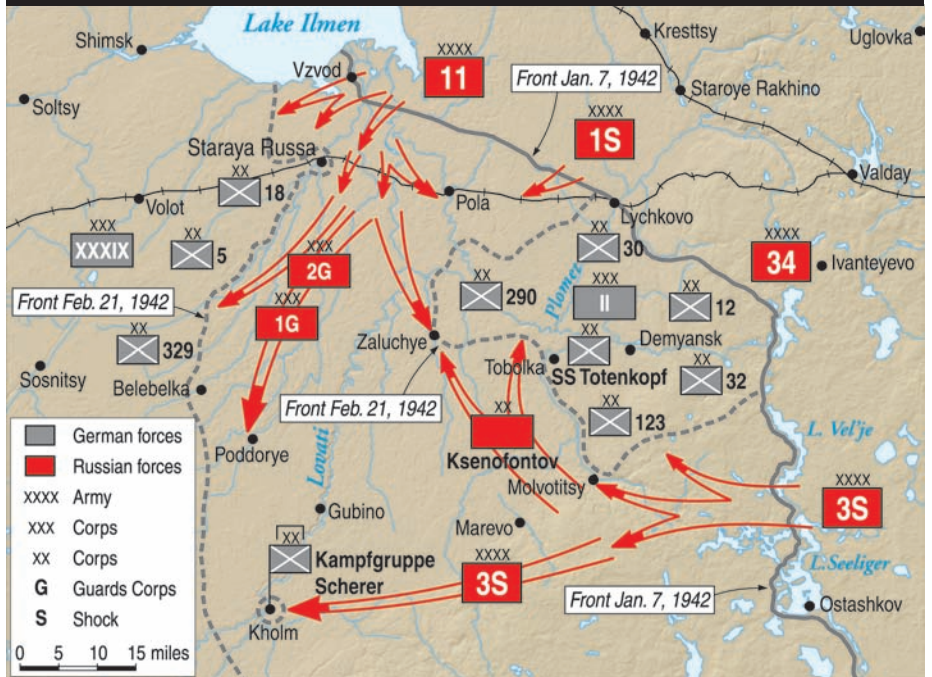 Lake Ilmen
Shimsk
Kresttsy
Uglovka
Vzvod
XXXX
11
Front Jan. 7, 1942
Soltsy
Staroye Rakhino
XXXX
1S
Staraya Russa
Valday
XX
18
Volot
Pola
Lychkovo
XXX
XXXIX
XX
5
XX
30
XXXX
34
Ivanteyevo
XXX
2G
XX
290
Plomet
XXX
II
XX
12
Front Feb. 21, 1942
XXX
1G
XX
329
Zaluchye
XX
Demyansk
Tobolka
SS Totenkopf
XX
32
Sosnitsy
Belebelka
Front Feb. 21, 1942
XX
XX
123
German forces
Russian forces
XXXX Army
XXX Corps
XX Corps
G Guards Corps
S Shock
0 5 10 15 miles
Poddorye
Lovati
Ksenofontov
L. Vel'je
Molvotitsy
XXXX
3S
Gubino
Marevo
XX
Kampfgruppe
Scherer
XXXX
3S
L.Seeliger
Front Jan. 7, 1942
Ostashkov
Kholm